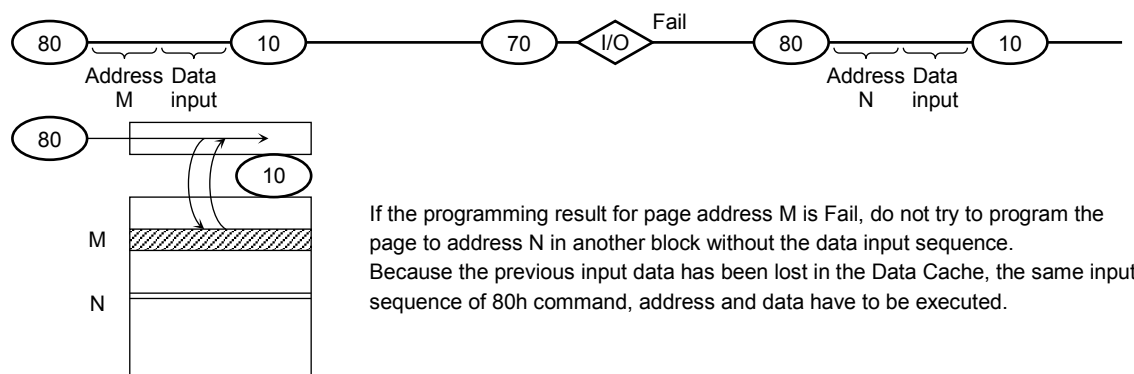 Fail
80 10 70 I/O 80 10
Address Data Address Data
M input N input
80
10
If the programming result for page address M is Fail, do not try to program the
M page to address N in another block without the data input sequence.
Because the previous input data has been lost in the Data Cache, the same input
N sequence of 80h command, address and data have to be executed.